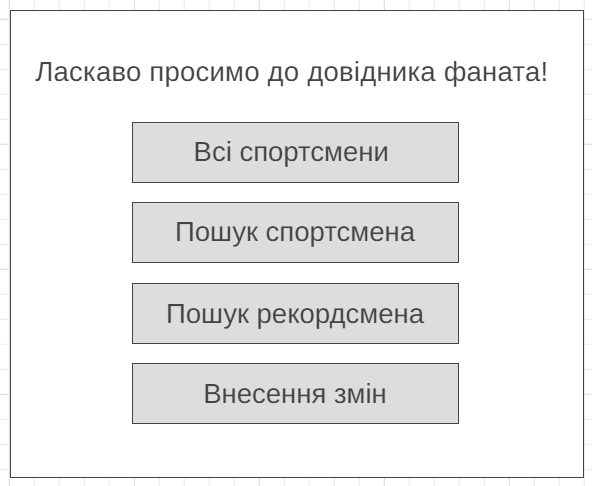 Ласкаво просимо до довідника фаната!
Всі спортсмени
Пошук спортсмена
Пошук рекордсмена
Внесення змін